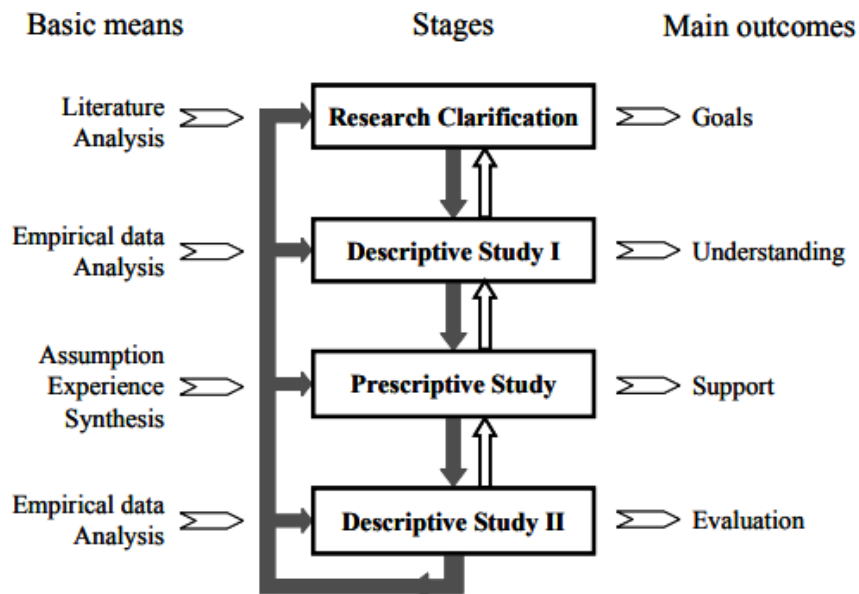 Basic means Stages Main outcomes
Literature
Analysis
Research Clarification
Goals
Empirical data
Analysis
Descriptive Study I
Understanding
Assumption
Experience
Synthesis
Prescriptive Study
Support
Empirical data
Analysis
Descriptive Study II
Evaluation